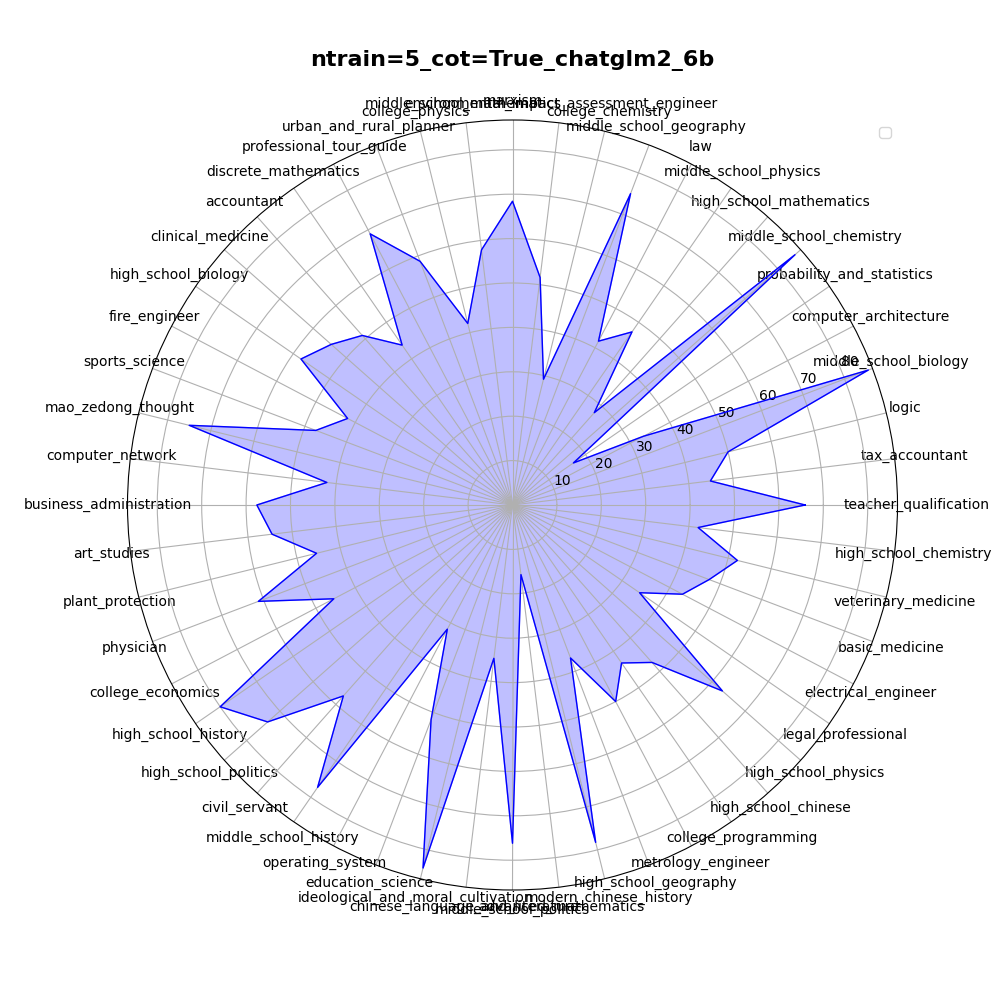 ntrain=5_cot=True_chatglm2_6b
marxism
middle_school_mathematics
environmental_impact_assessment_engineer
college_physics
college_chemistry
urban_and_rural_planner
middle_school_geography
professional_tour_guide
law
discrete_mathematics
middle_school_physics
accountant
high_school_mathematics
clinical_medicine
middle_school_chemistry
high_school_biology
probability_and_statistics
fire_engineer
computer_architecture
sports_science
middle_school_biology
80
70
60
50
40
30
20
10
mao_zedong_thought
logic
computer_network
tax_accountant
business_administration
teacher_qualification
art_studies
high_school_chemistry
plant_protection
veterinary_medicine
physician
basic_medicine
college_economics
electrical_engineer
high_school_history
legal_professional
high_school_politics
high_school_physics
civil_servant
high_school_chinese
middle_school_history
college_programming
operating_system
metrology_engineer
education_science
high_school_geography
ideological_and_moral_cultivation
modern_chinese_history
chinese_language_and_literature
advanced_mathematics
middle_school_politics